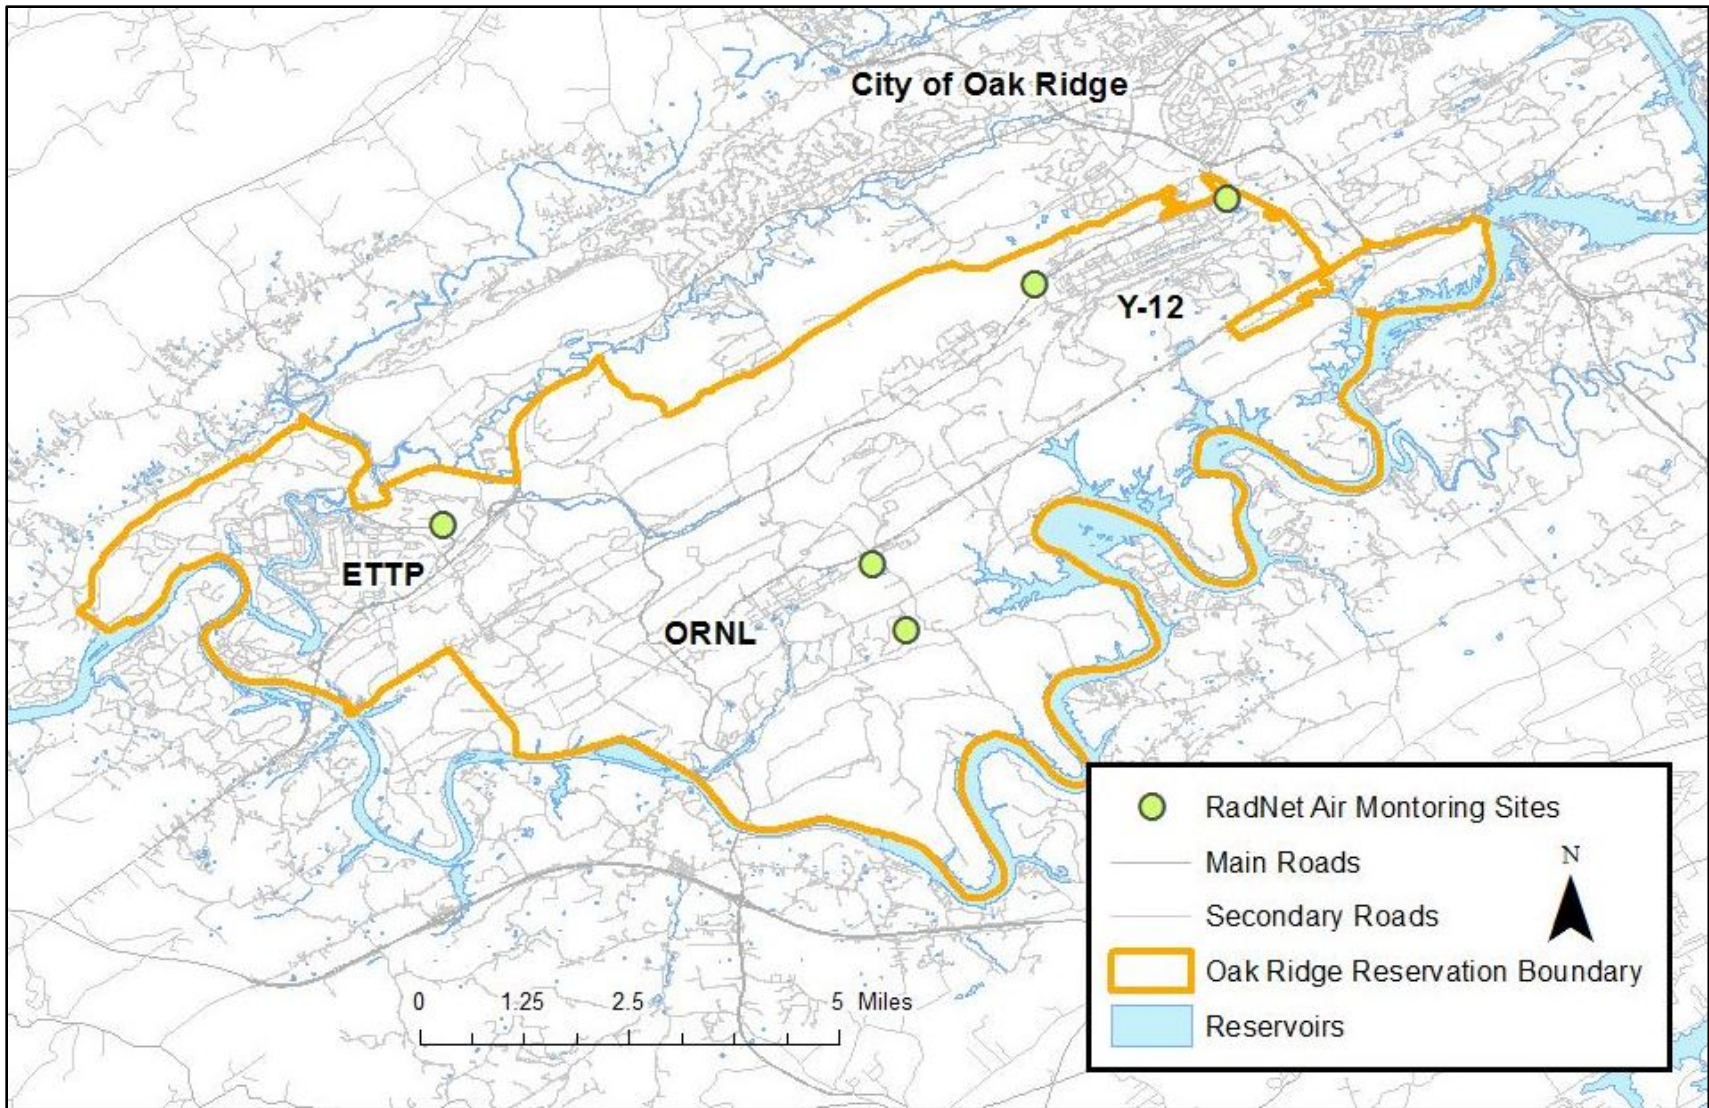 City of Oak Ridge
Y-12
ETTP
ORNL
RadNet Air Montoring Sites
Main Roads
N
Secondary Roads
Oak Ridge Reservation Boundary
Reservoirs
0 1.25 2.5 5 Miles